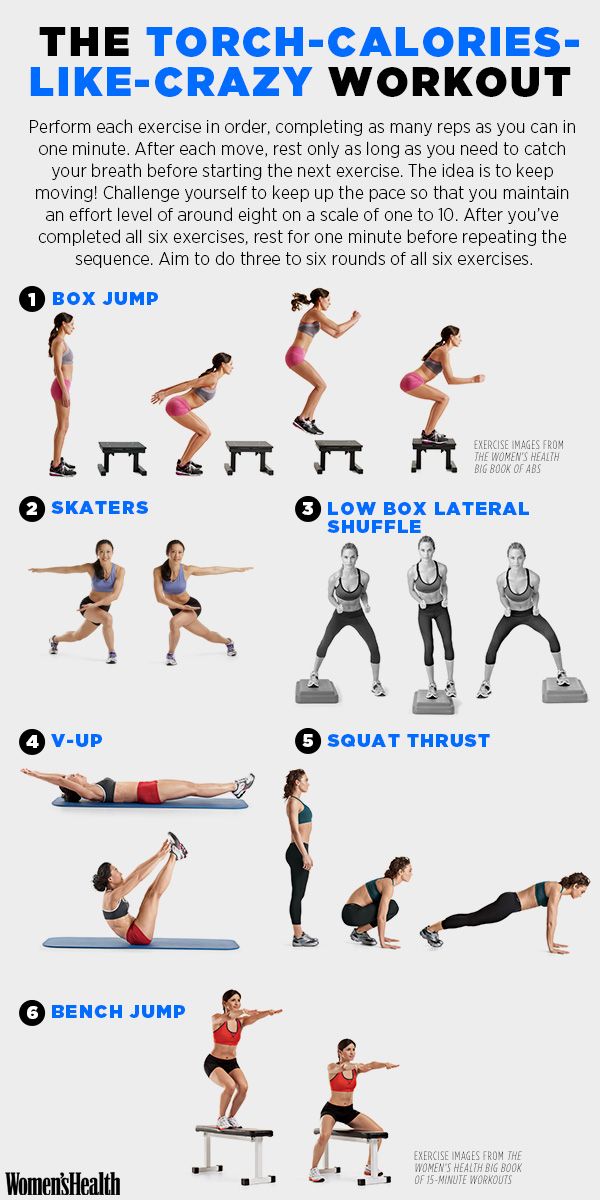 THE TORCH-CALORIES-
LIKE-CRAZY WORKOUT
Perform each exercise in order, completing as many reps as you can in
one minute. After each move, rest only as long as you need to catch
your breath before starting the next exercise. The idea is to keep
moving! Challenge yourself to keep up the pace so that you maintain
an effort level of around eight on a scale of one to 10. After you’ve
completed all six exercises, rest for one minute before repeating the
sequence. Aim to do three to six rounds of all six exercises.
1 BOX JUMP
EXERCISE IMAGES FROM
THE WOMEN'S HEALTH
BIG BOOK OF ABS
2 SKATERS
3 LOW BOX LATERAL
SHUFFLE
4 V-UP
5 SQUAT THRUST
6 BENCH JUMP
EXERCISE IMAGES FROM THE
WOMEN'S HEALTH BIG BOOK
OF 15-MINUTE WORKOUTS
Women'sHealth